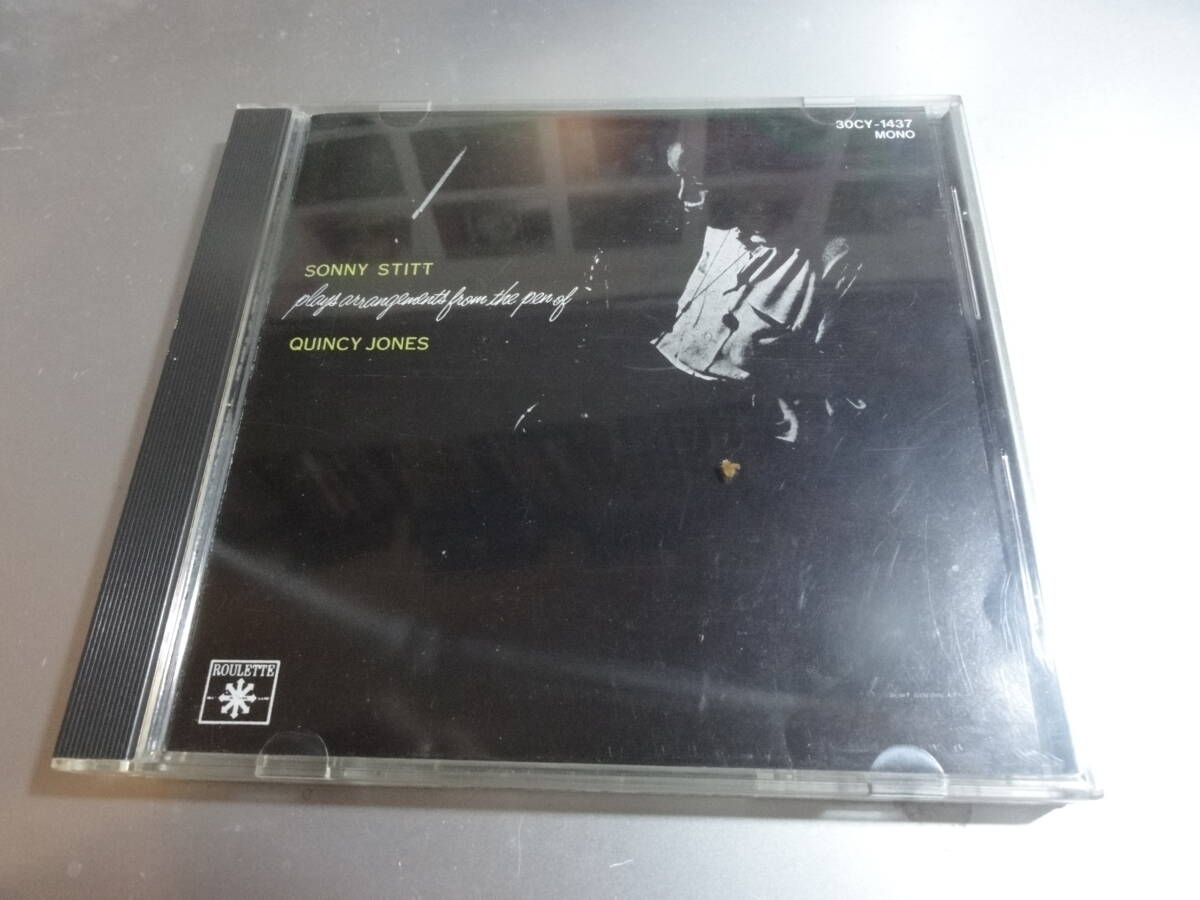 30CY-1437
MONO
SONNY STITT
plays arrangements from the pen of
QUINCY JONES
ROULETTE